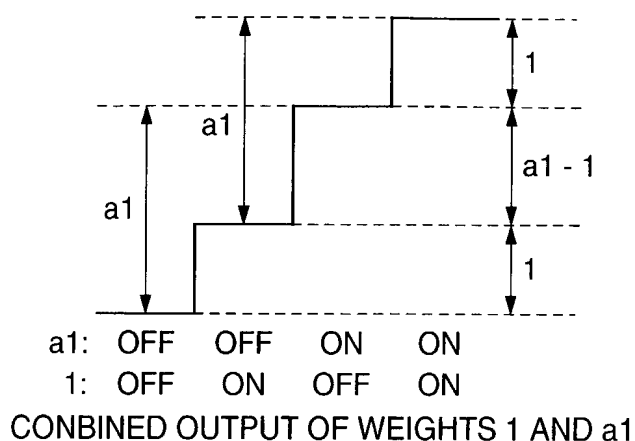 1
a1
a1 - 1
a1
1
a1: OFF OFF ON ON
1: OFF ON OFF ON
CONBINED OUTPUT OF WEIGHTS 1 AND a1